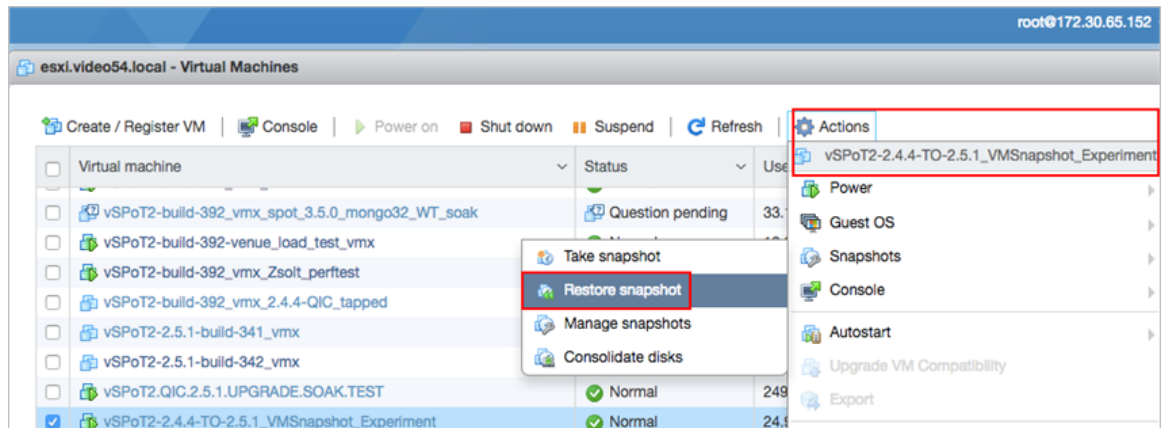 root@172.30.65.152
esxi.video54.local - Virtual Machines
Create / Register VM Console Power on Shut down Suspend Refresh Actions
Virtual machine Status Use
vSPoT2-2.4.4-TO-2.5.1_VMSnapshot_Experiment
Power
vSPoT2-build-392_vmx_spot_3.5.0_mongo32_WT_soak Question pending 33.
Guest OS
vSPoT2-build-392-venue_load_test_vmx
Take snapshot
Snapshots
vSPoT2-build-392_vmx_Zsolt_perftest
Restore snapshot
Console
vSPoT2-build-392_vmx_2.4.4-QIC_tapped
Manage snapshots
vSPoT2-2.5.1-build-341_vmx
Autostart
Consolidate disks
vSPoT2-2.5.1-build-342_vmx
Upgrade VM Compatibility
vSPoT2.QIC.2.5.1.UPGRADE.SOAK.TEST Normal 249
Export
vSPoT2-2.4.4-TO-2.5.1_VMSnapshot_Experiment Normal 24.9